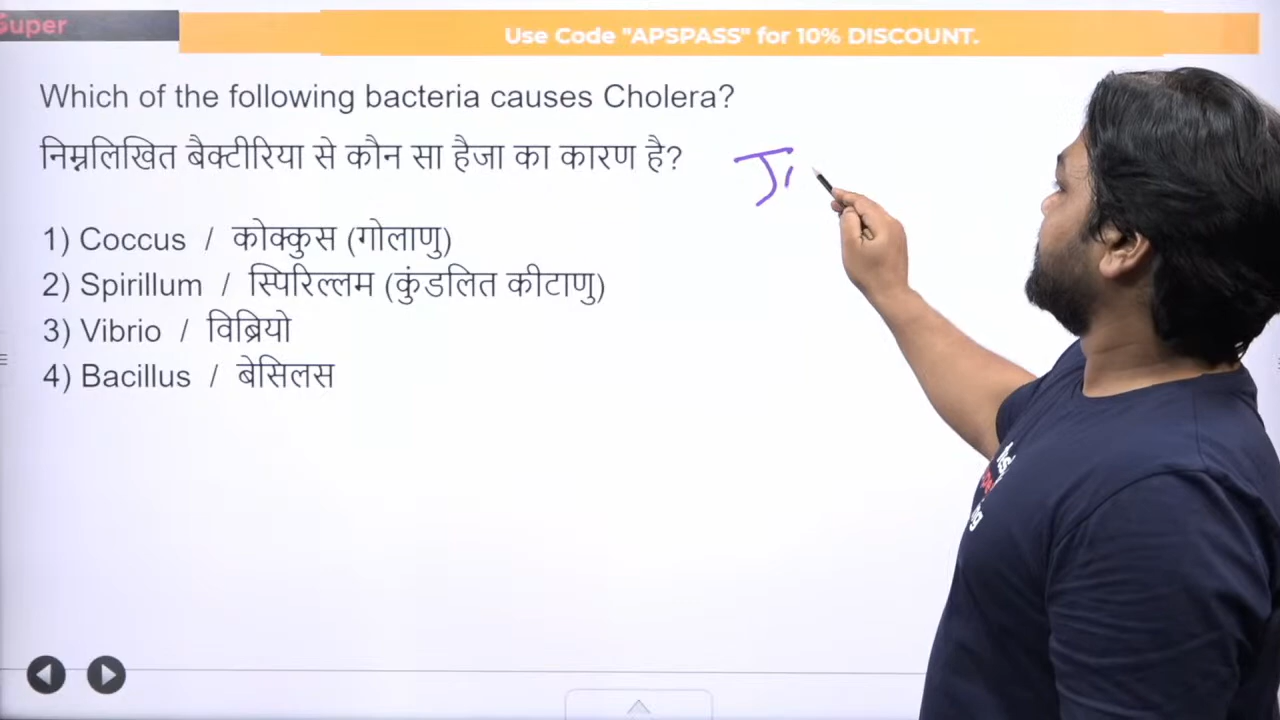 Super
Use Code "APSPASS" for 10% DISCOUNT.
Which of the following bacteria causes Cholera?
निम्नलिखित बैक्टीरिया से कौन सा हैजा का कारण है?
1) Coccus / कोक्कुस (गोलाणु)
2) Spirillum / स्पिरिल्लम (कुंडलित कीटाणु)
3) Vibrio / विब्रियो
4) Bacillus / बेसिलस